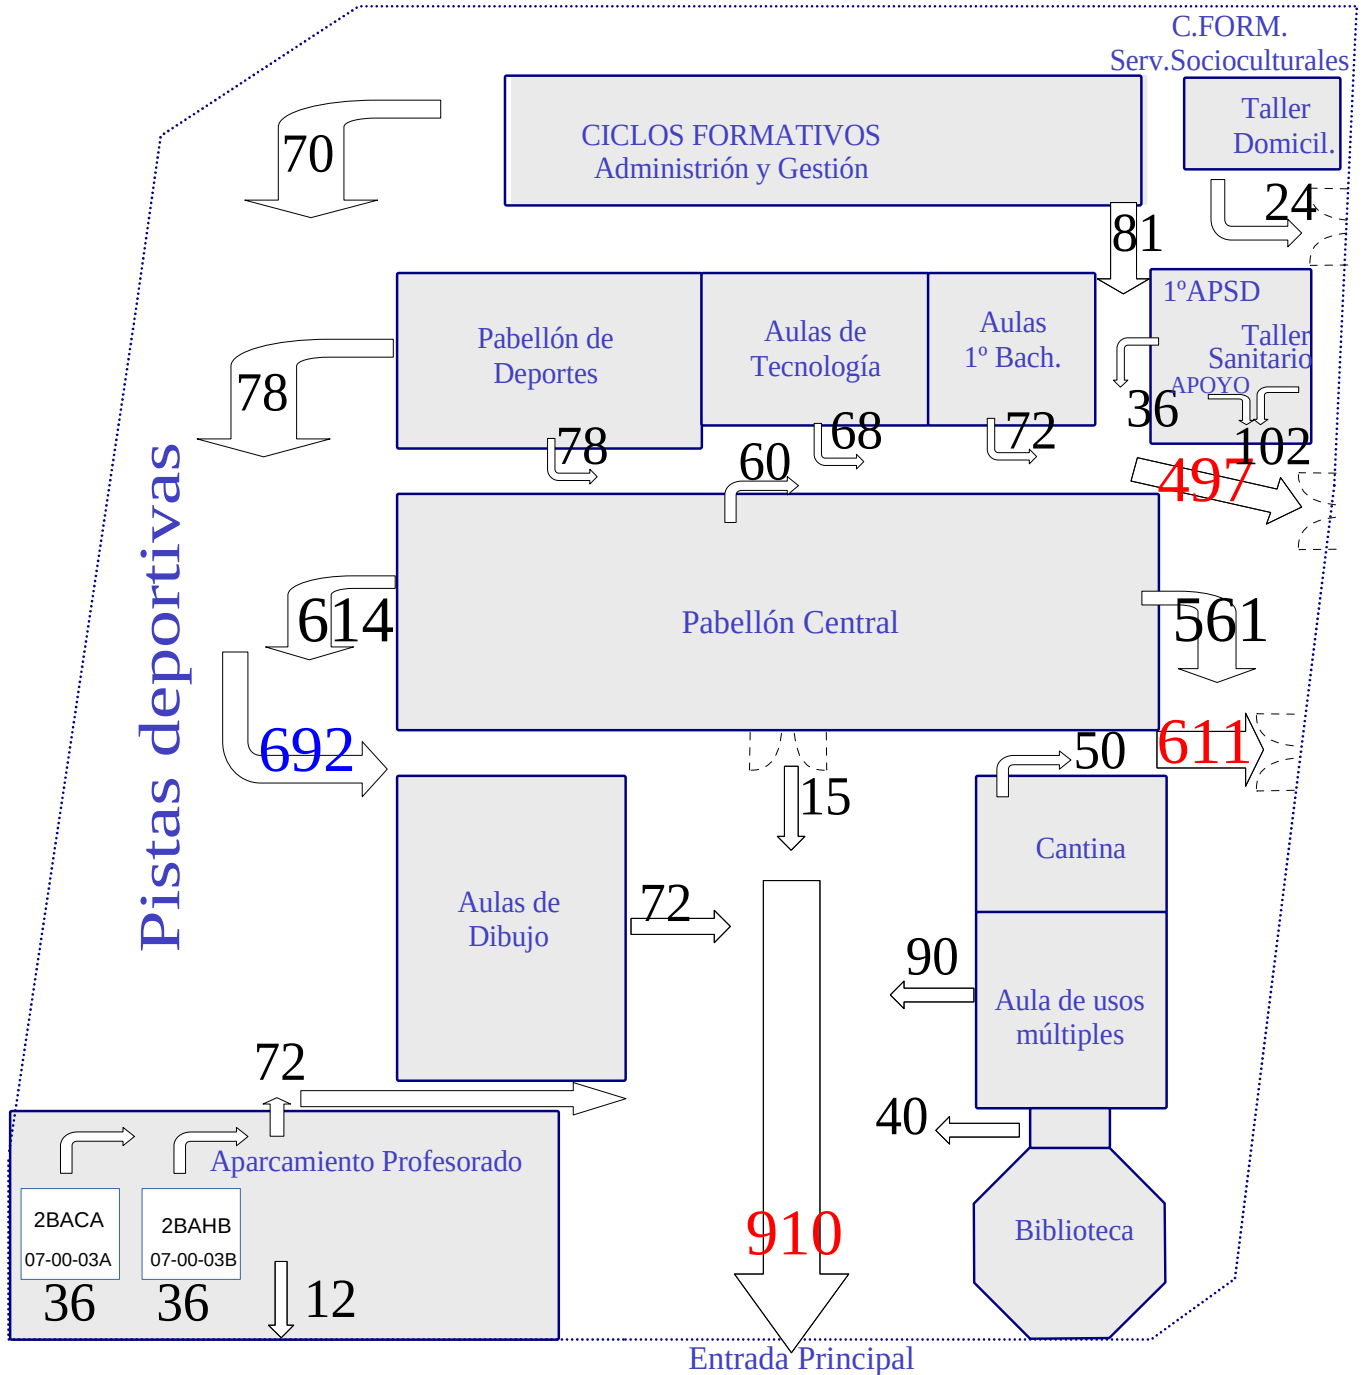 C.FORM.
Serv.Socioculturales
Taller
Domicil.
CICLOS FORMATIVOS
Administrión y Gestión
70
24
81
1ºAPSD
Taller
Sanitario
APOYO
Pabellón de
Deportes
Aulas de
Tecnología
Aulas
1º Bach.
78
36
78
68
72
102
60
497
Pistas deportivas
Pabellón Central
614
561
692
611
50
15
Cantina
Aulas de
Dibujo
72
90
Aula de usos
múltiples
72
40
Aparcamiento Profesorado
2BACA
07-00-03A
36
2BAHB
07-00-03B
36
12
910
Biblioteca
Entrada Principal